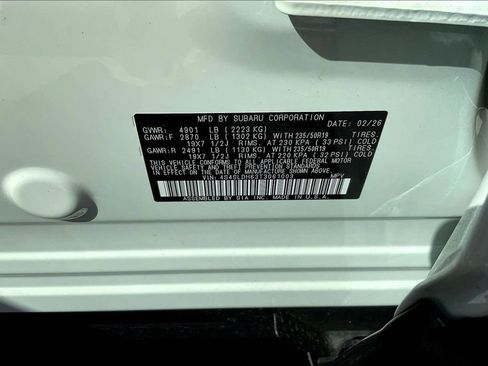 MFD BY SUBARU CORPORATION DATE: 02/26
GVWR: 4901 LB ( 2223 KG)
GAWR:F 2870 LB ( 1302 KG) WITH 235/50R19 TIRES.
19X7 1/2J RIMS. AT 230 KPA ( 33 PSI) COLD
GAWR:R 2491 LB ( 1130 KG) WITH 235/50R19 TIRES.
19X7 1/2J RIMS. AT 220 KPA ( 32 PSI) COLD
THIS VEHICLE CONFORMS TO ALL APPLICABLE FEDERAL MOTOR
VEHICLE SAFETY, BUMPER, AND THEFT PREVENTION STANDARDS
IN EFFECT ON THE DATE OF MANUFACTURE SHOWN ABOVE.
VIN: 4S4SLDH63T3061003 MPV
ASSEMBLED BY SIA INC. MADE IN U.S.A.